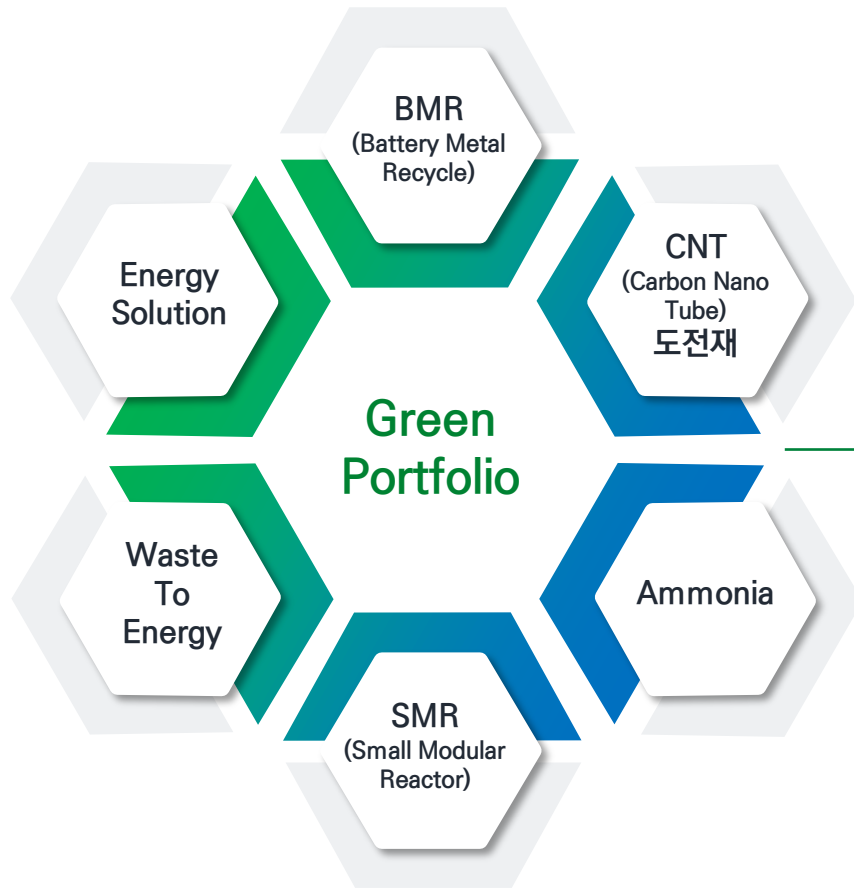 BMR
(Battery Metal
Recycle)
Energy
Solution
CNT
(Carbon Nano
Tube)
도전재
Green
Portfolio
Waste
To
Energy
Ammonia
SMR
(Small Modular
Reactor)